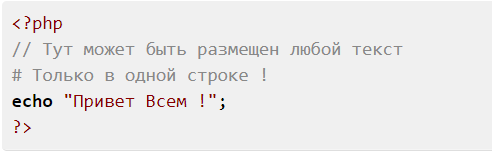 <?php
// Тут может быть размещен любой текст
# Только в одной строке !
echo "Привет Всем !";
?>